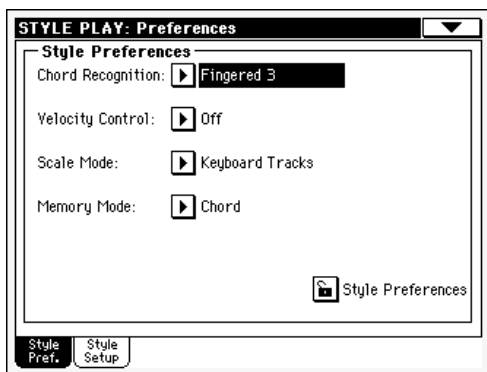 STYLE PLAY: Preferences
Style Preferences
Chord Recognition: Fingered 3
Velocity Control: Off
Scale Mode: Keyboard Tracks
Memory Mode: Chord
Style Preferences
Style Pref.
Style Setup